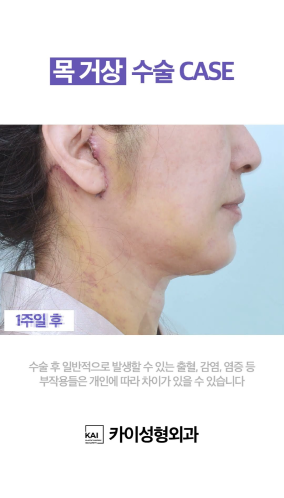 목 거상 수술 CASE
1주일 후
수술 후 일반적으로 발생할 수 있는 출혈, 감염, 염증 등
부작용들은 개인에 따라 차이가 있을 수 있습니다
KAI 카이성형외과